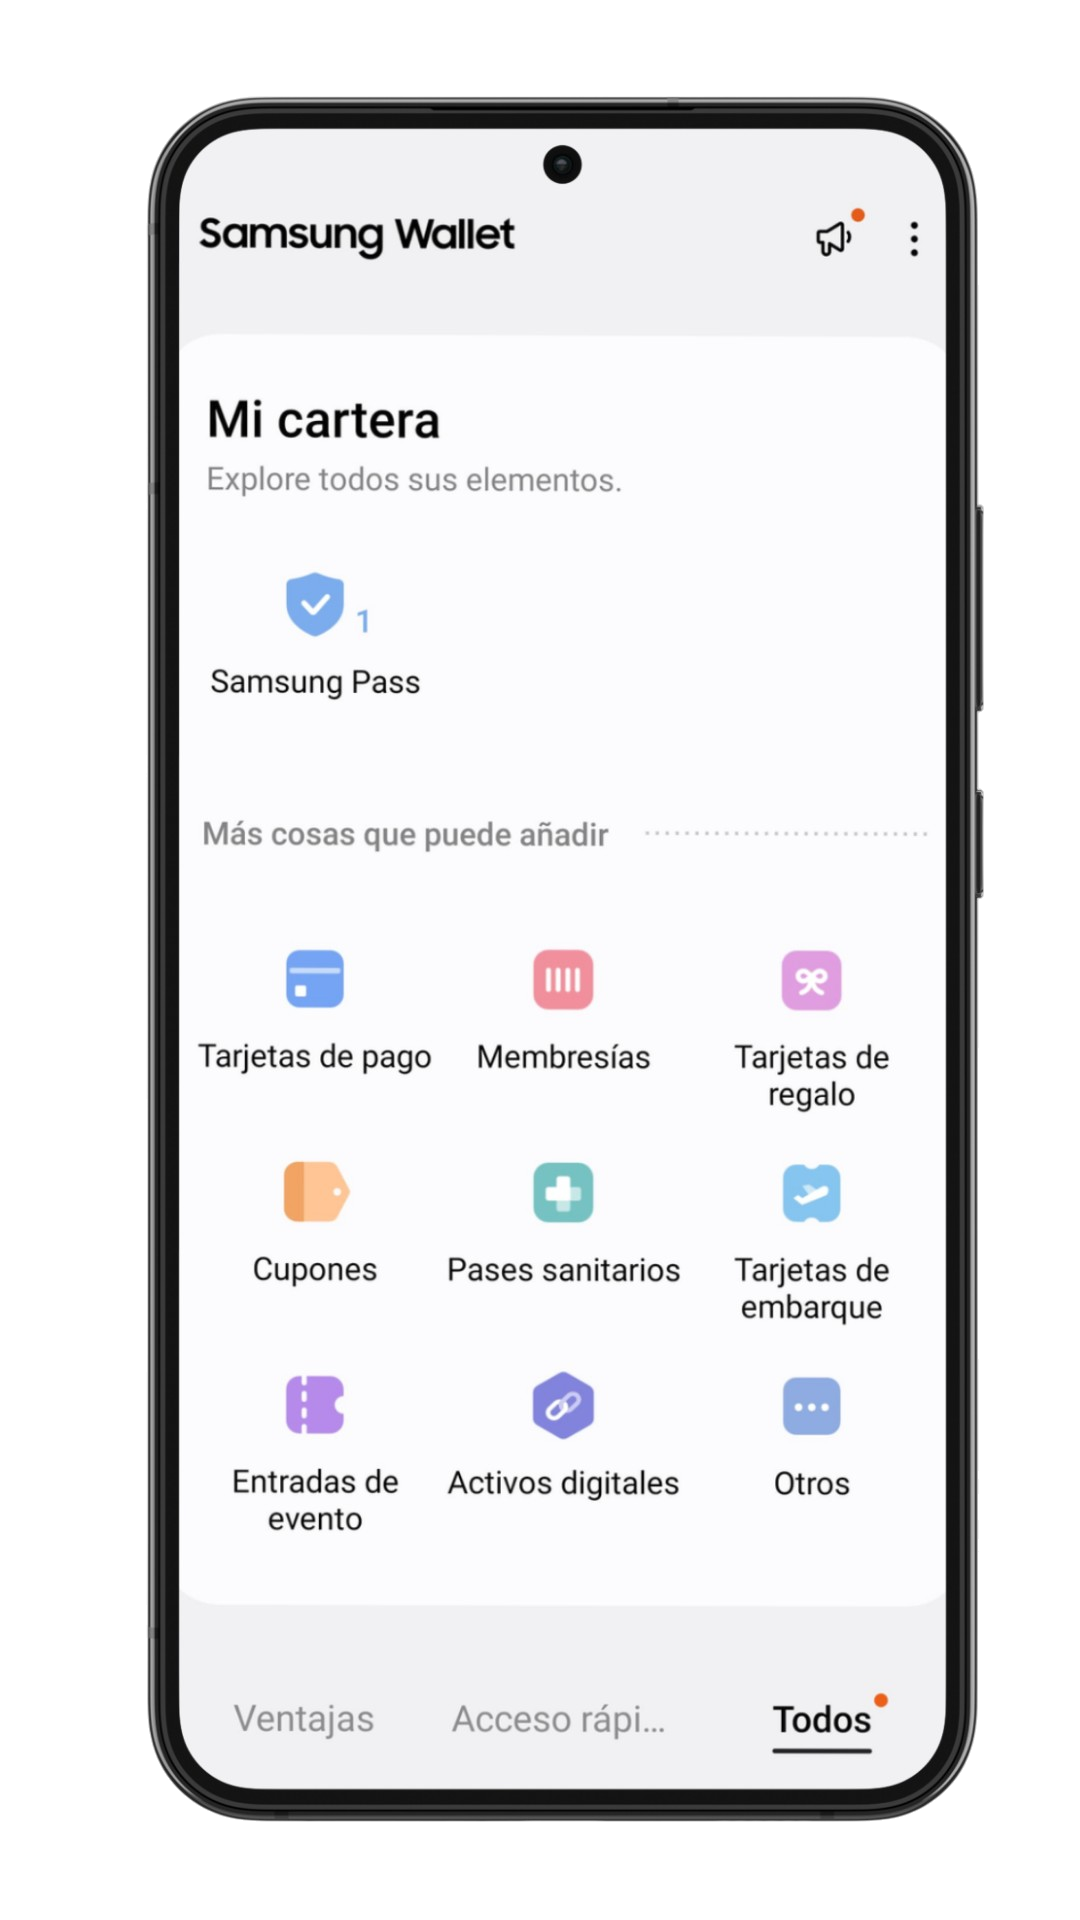 Samsung Wallet
Mi cartera
Explore todos sus elementos.
1
Samsung Pass
Más cosas que puede añadir
Tarjetas de pago
Membresías
Tarjetas de
regalo
Cupones
Pases sanitarios
Tarjetas de
embarque
Entradas de
evento
Activos digitales
Otros
Ventajas
Acceso rápi...
Todos